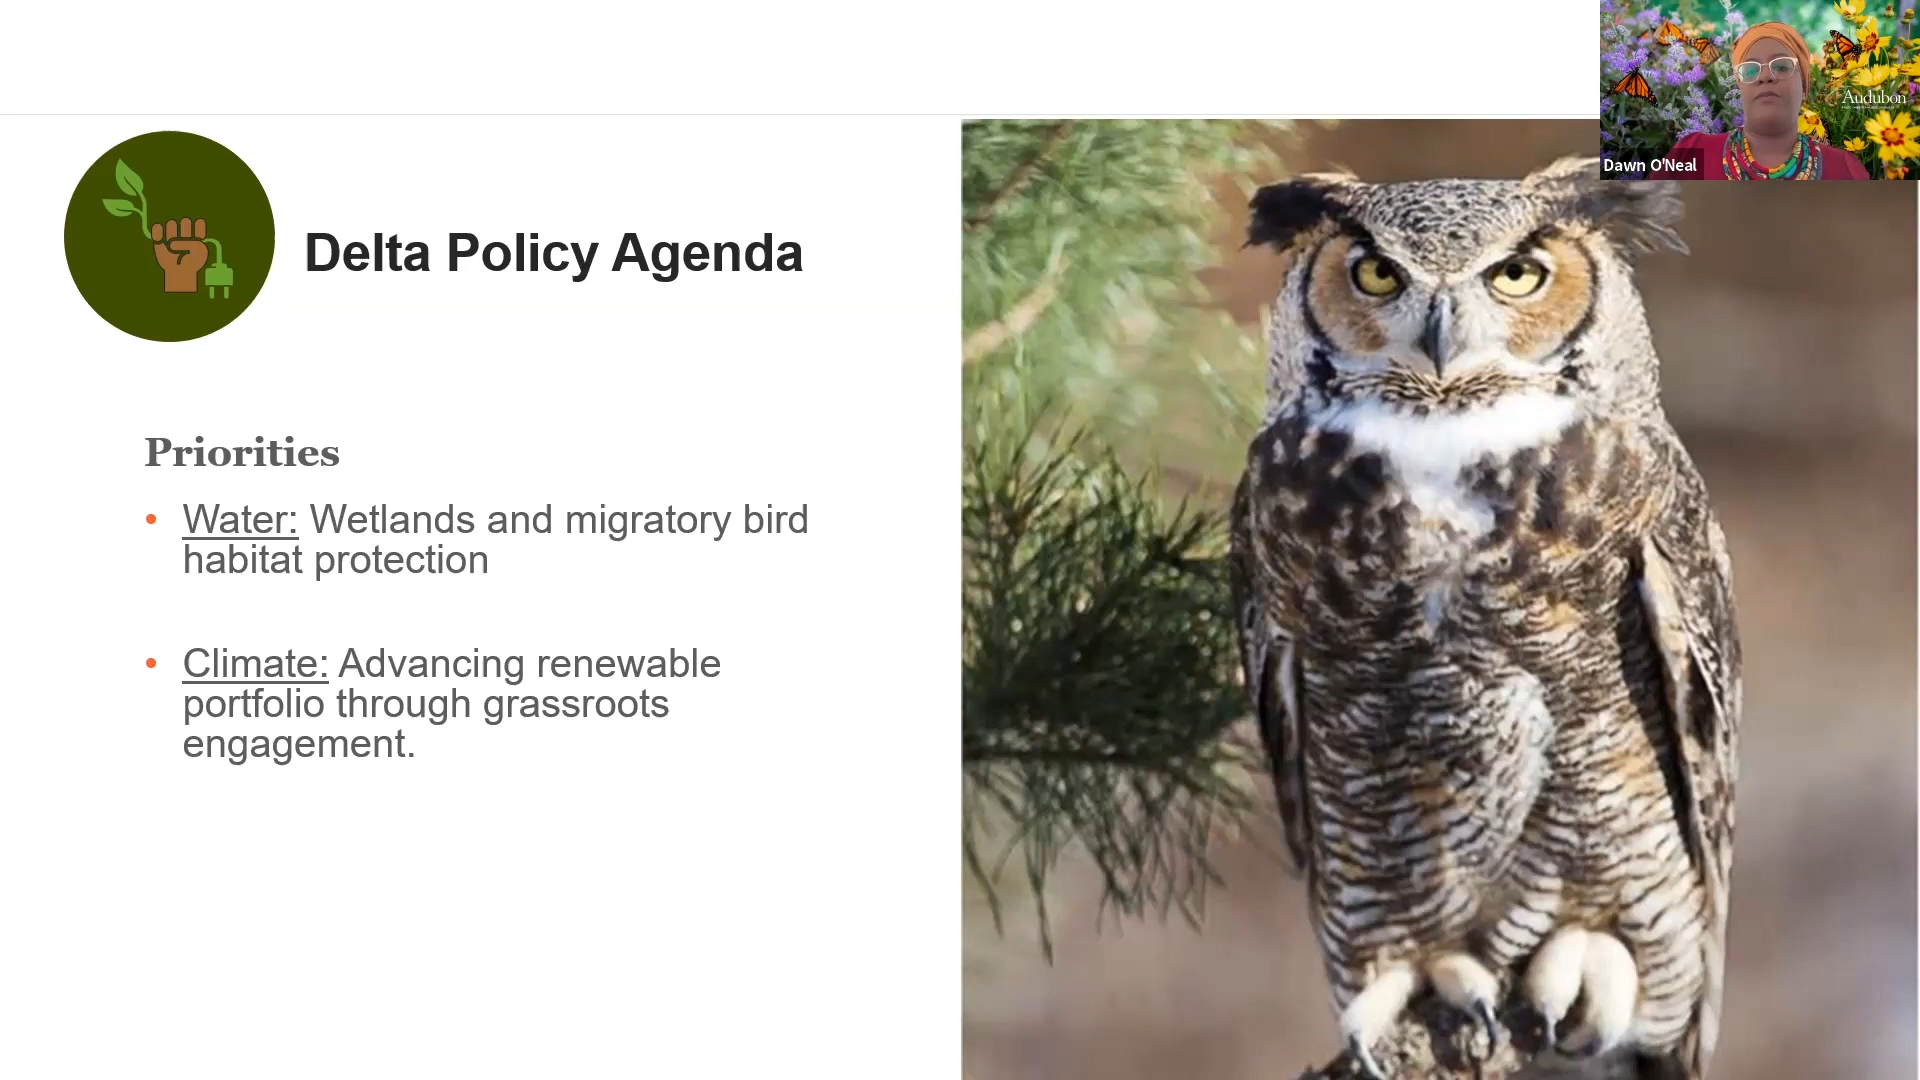 Audubon
Dawn O'Neal
Delta Policy Agenda
Priorities
• Water: Wetlands and migratory bird
habitat protection
• Climate: Advancing renewable
portfolio through grassroots
engagement.